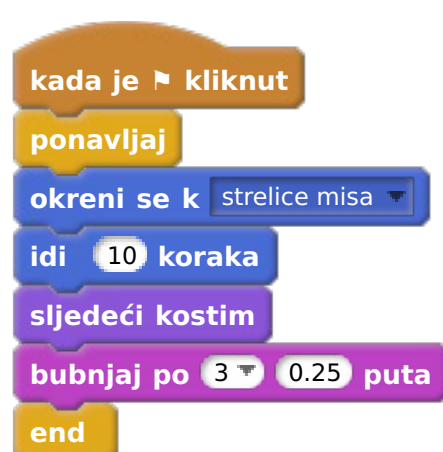 kada je ⚑ kliknut
ponavljaj
okreni se k strelice misa
idi 10 koraka
sljedeći kostim
bubnjaj po 3 0.25 puta
end